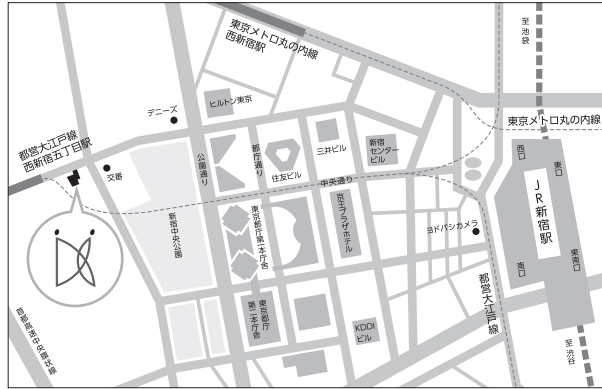 東京メトロ丸の内線
西新宿駅
至池袋
デニーズ
ヒルトン東京
東京メトロ丸の内線
都営大江戸線
西新宿五丁目駅
交番
公園通り
都庁通り
住友ビル
三井ビル
新宿
センター
ビル
西口
東口
中央通り
JR新宿駅
新宿中央公園
東京都庁第一本庁舎
京王プラザホテル
ヨドバシカメラ
南口
東南口
都営大江戸線
東京都庁
第二本庁舎
KDDI
ビル
首都高速中央環状線
至渋谷